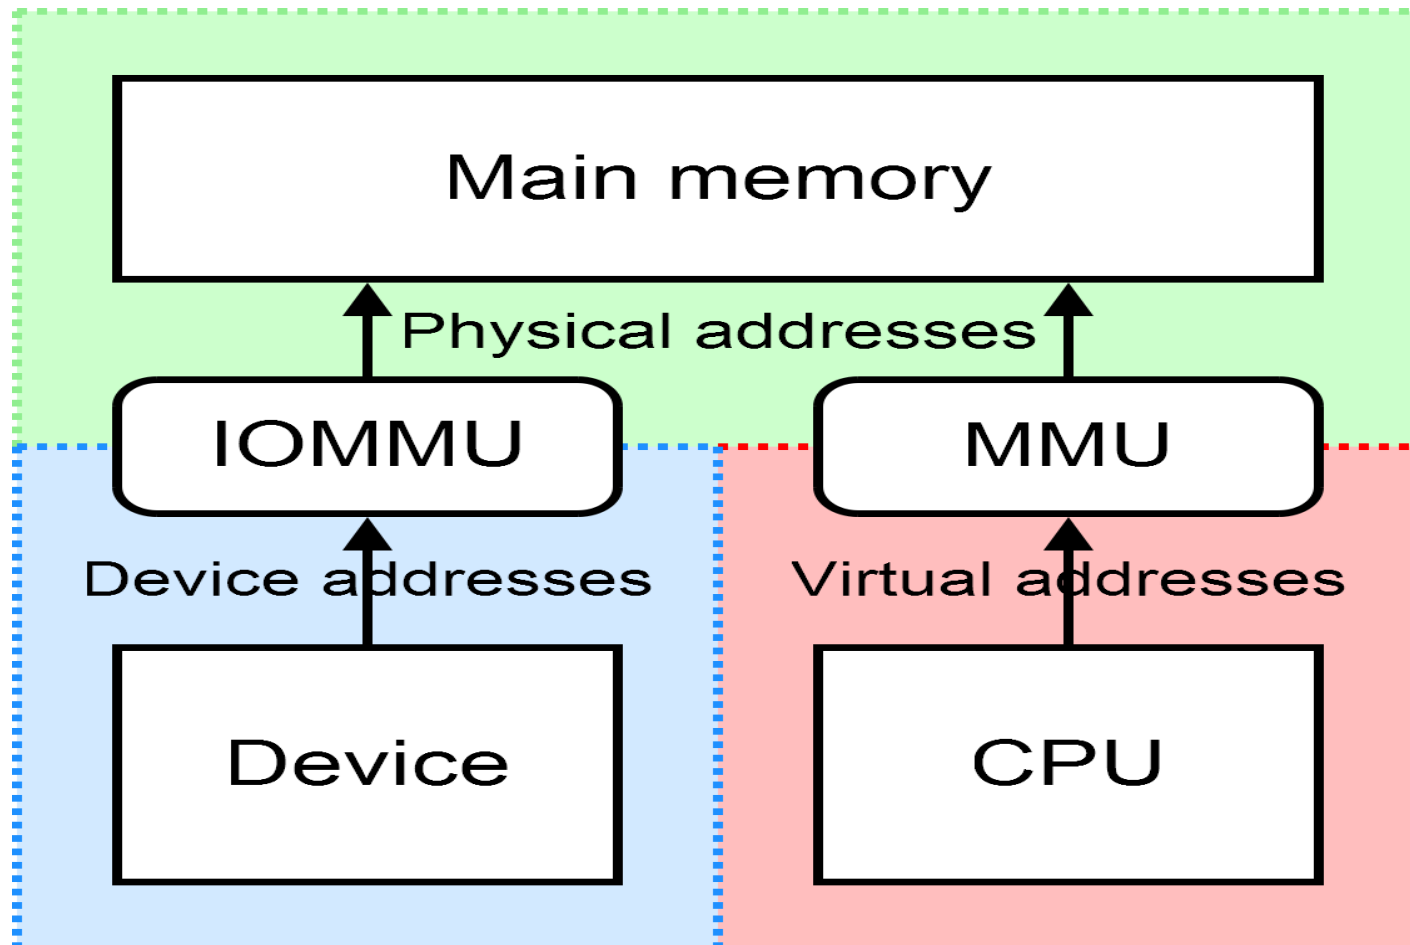 Main memory
Physical addresses
IOMMU
MMU
Device addresses
Virtual addresses
Device
CPU